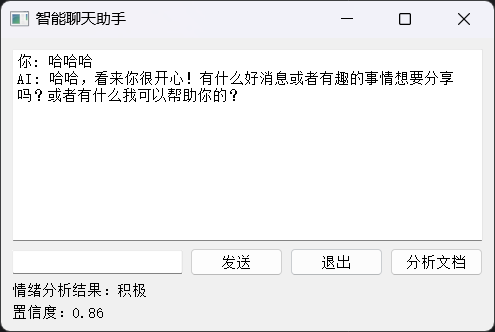 智能聊天助手
你: 哈哈哈
AI: 哈哈，看来你很开心！有什么好消息或者有趣的事情想要分享
吗？或者有什么我可以帮助你的？
发送 退出 分析文档
情绪分析结果：积极
置信度：0.86